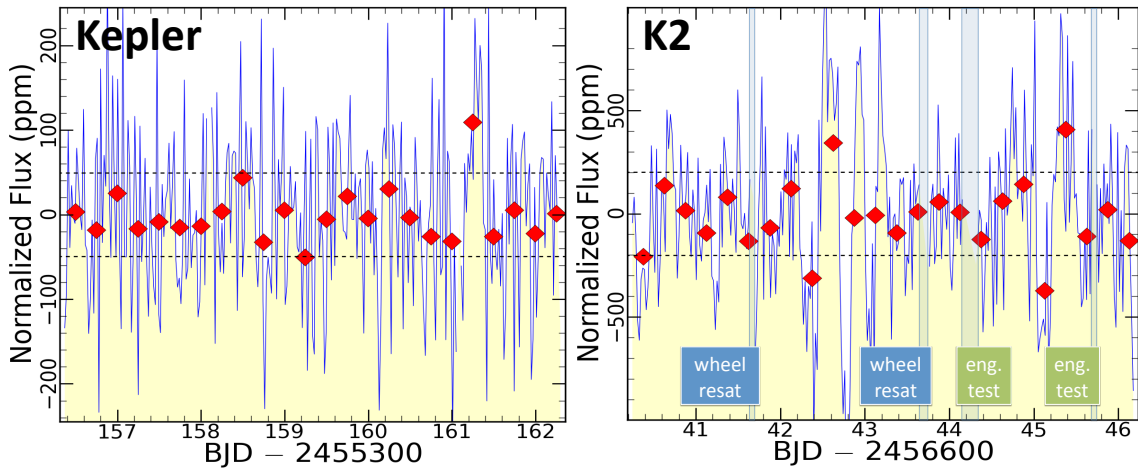 Kepler
Normalized Flux (ppm)
200
100
0
−100
−200
157 158 159 160 161 162
BJD − 2455300
K2
Normalized Flux (ppm)
500
0
−500
wheel
resat
wheel
resat
eng.
test
eng.
test
41 42 43 44 45 46
BJD − 2456600